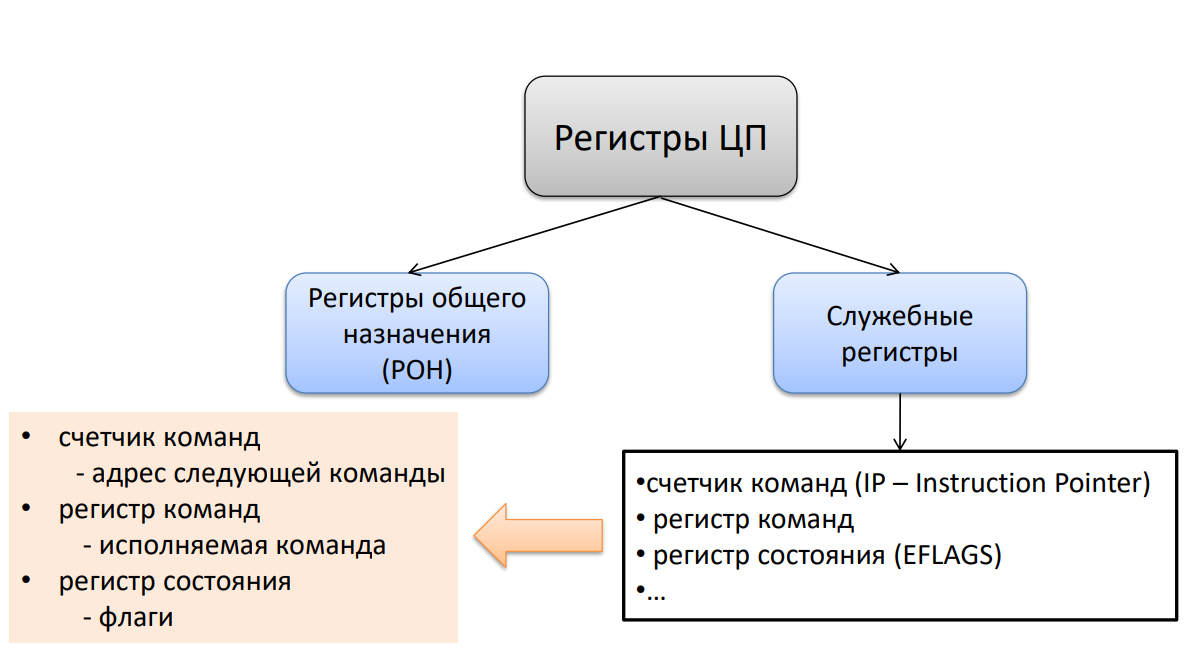 Регистры ЦП
Регистры общего
назначения
(РОН)
Служебные
регистры
• счетчик команд
- адрес следующей команды
• регистр команд
- исполняемая команда
• регистр состояния
- флаги
•счетчик команд (IP – Instruction Pointer)
• регистр команд
• регистр состояния (EFLAGS)
•...